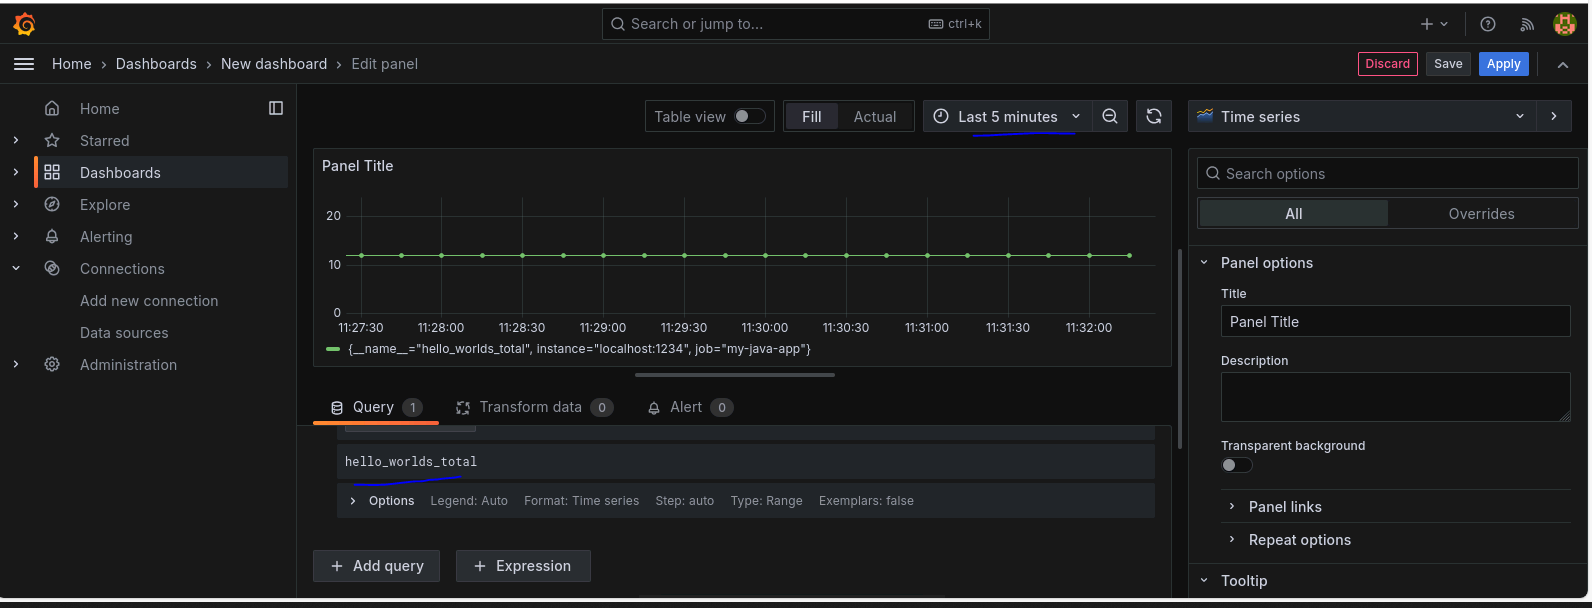 Search or jump to... ctrl+k
Home › Dashboards › New dashboard › Edit panel
Discard Save Apply
Home
Starred
Dashboards
Explore
Alerting
Connections
Add new connection
Data sources
Administration
Table view Fill Actual Last 5 minutes
Panel Title
20
10
0
11:27:30 11:28:00 11:28:30 11:29:00 11:29:30 11:30:00 11:30:30 11:31:00 11:31:30 11:32:00
{__name__="hello_worlds_total", instance="localhost:1234", job="my-java-app"}
Query 1 Transform data 0 Alert 0
hello_worlds_total
Options Legend: Auto Format: Time series Step: auto Type: Range Exemplars: false
+ Add query + Expression
Time series
Search options
All Overrides
Panel options
Title
Panel Title
Description
Transparent background
Panel links
Repeat options
Tooltip